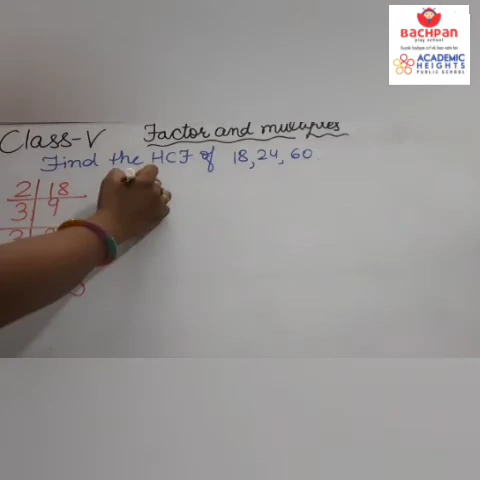 BACHPAN
play school
ACADEMIC
HEIGHTS
PUBLIC SCHOOL
Class-V Factor and multiples
Find the HCF of 18, 24, 60.
2 18
3 9